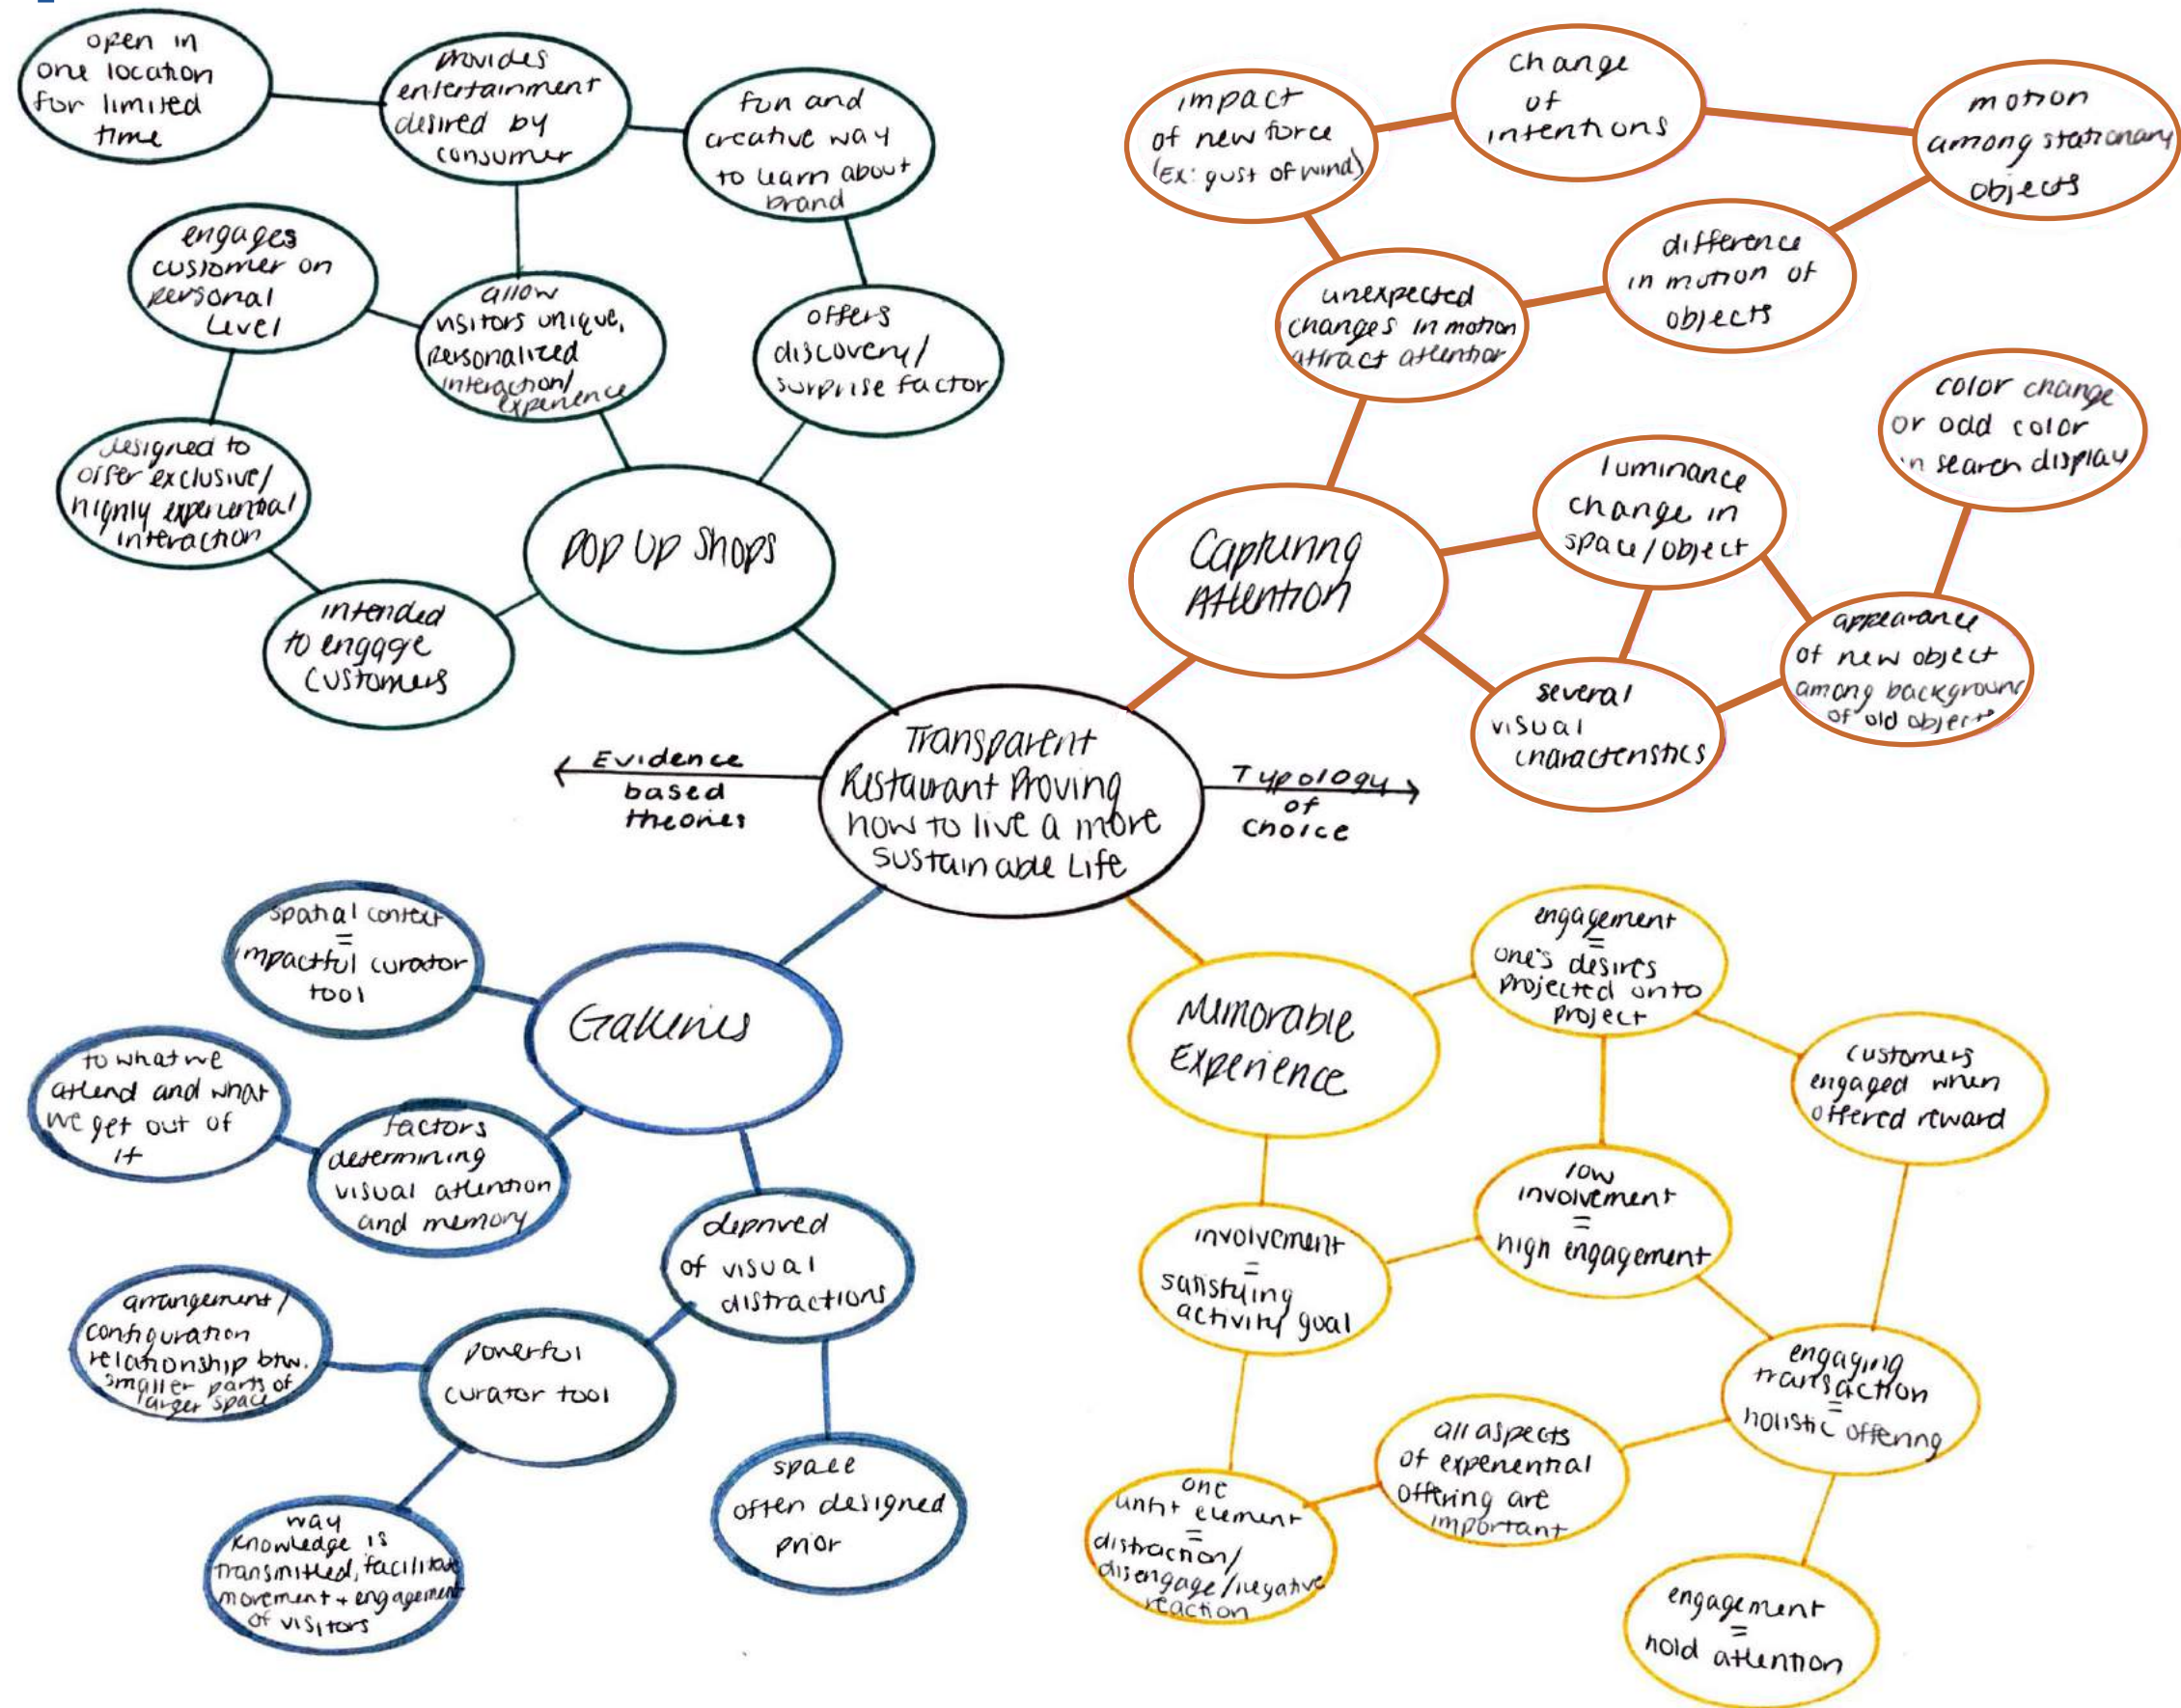 open in
one location
for limited
time
provides
entertainment
desired by
consumer
fun and
creative way
to learn about
brand
engages
customer on
personal
level
allow
visitors unique,
personalized
interaction/
experience
offers
discovery/
surprise factor
designed to
offer exclusive/
highly experiential
interaction
intended
to engage
customers
Pop Up Shops
impact
of new force
(Ex: gust of wind)
change
of
intentions
motion
among stationary
objects
unexpected
changes in motion
attract attention
difference
in motion of
objects
color change
or odd color
in search display
Capturing
Attention
luminance
change in
space/object
appearance
of new object
among background
of old objects
several
visual
characteristics
Transparent
Restaurant Proving
how to live a more
Sustainable Life
Evidence
based
theories
Typology
of
choice
spatial context
=
impactful curator
tool
Galleries
to what we
attend and what
we get out of
it
factors
determining
visual attention
and memory
deprived
of visual
distractions
arrangement/
configuration
relationship btw.
smaller parts of
larger space
powerful
curator tool
way
knowledge is
transmitted, facilitate
movement + engagement
of visitors
space
often designed
prior
Memorable
Experience
engagement
=
one's desires
projected onto
project
customers
engaged when
offered reward
low
involvement
=
high engagement
involvement
=
satisfying
activity goal
engaging
transaction
=
holistic offering
all aspects
of experiential
offering are
important
one
unfit element
=
distraction/
disengage/negative
reaction
engagement
=
hold attention